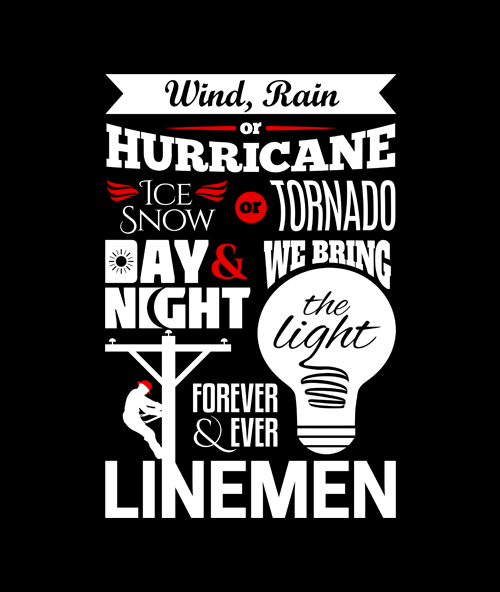 Wind, Rain
or
HURRICANE
ICE
SNOW
or
TORNADO
DAY &
NIGHT
WE BRING
the
light
FOREVER
& EVER
LINEMEN